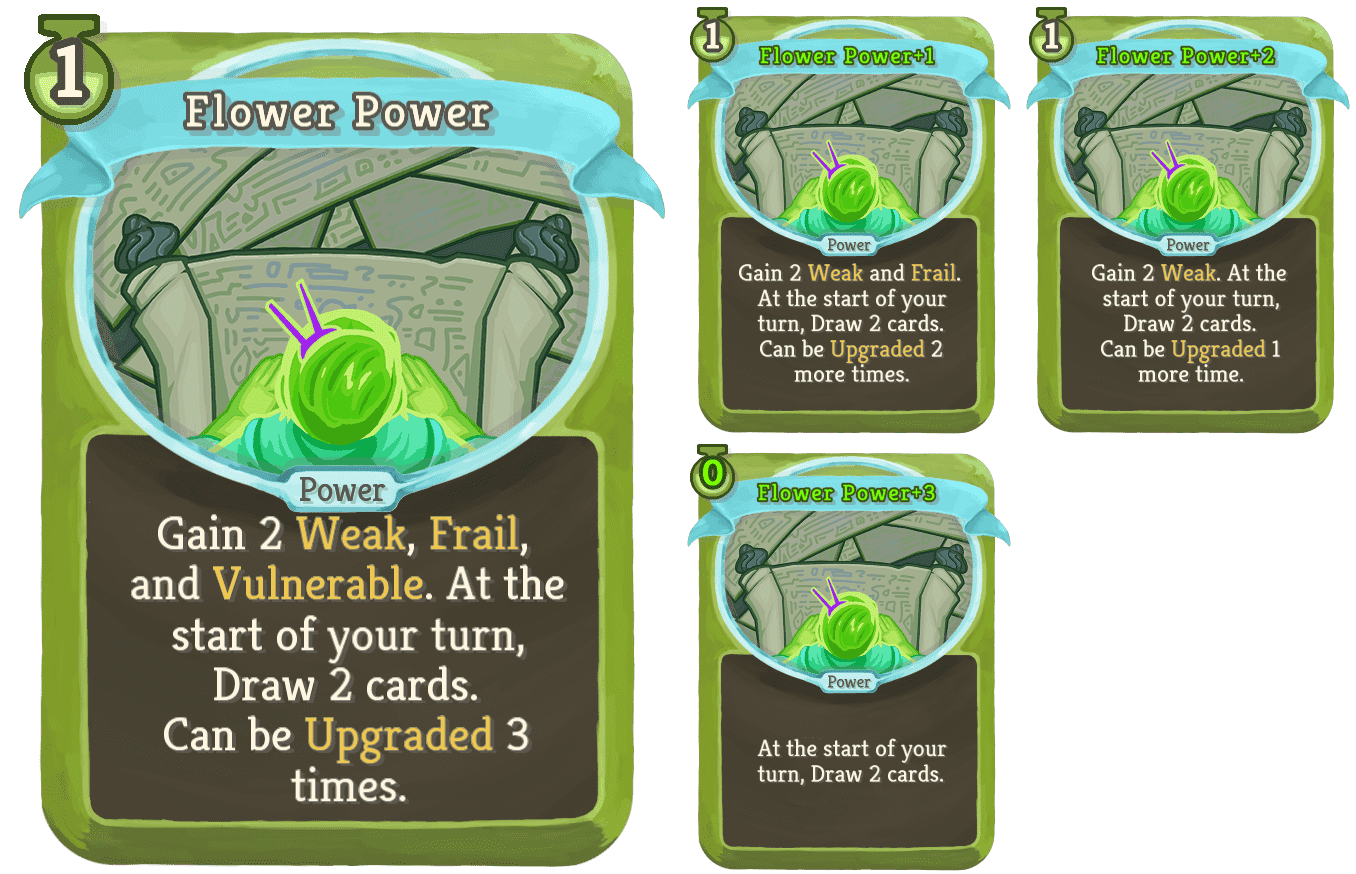 1
Flower Power
Power
Gain 2 Weak, Frail,
and Vulnerable. At the
start of your turn,
Draw 2 cards.
Can be Upgraded 3
times.
1
Flower Power+1
Power
Gain 2 Weak and Frail.
At the start of your
turn, Draw 2 cards.
Can be Upgraded 2
more times.
1
Flower Power+2
Power
Gain 2 Weak. At the
start of your turn,
Draw 2 cards.
Can be Upgraded 1
more time.
0
Flower Power+3
Power
At the start of your
turn, Draw 2 cards.